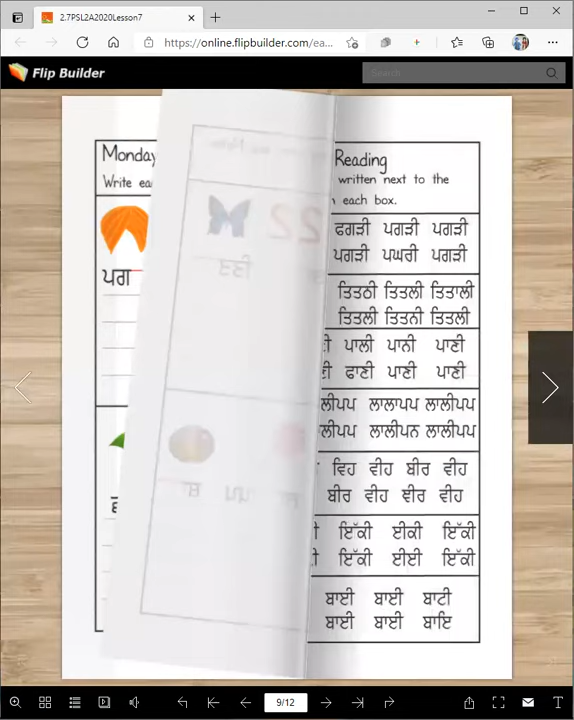 2.7PSL2A2020Lesson7
https://online.flipbuilder.com/ea...
Flip Builder
Search
Monday
Write ea
ਪਗ
Reading
written next to the
each box.
ਫਗੜੀ ਪਗੜੀ ਪਗੜੀ
ਪਗੜੀ ਪਘਰੀ ਪਗੜੀ
ਤਿਤਠੀ ਤਿਤਲੀ ਤਿਤਾਲੀ
ਤਿਤਲੀ ਤਿਤਨੀ ਤਿਤਲੀ
ਪਾਲੀ ਪਾਨੀ ਪਾਣੀ
ਫਾਣੀ ਪਾਣੀ ਪਾਣੀ
ਲੀਪਪ ਲਾਲਾਪਪ ਲਾਲੀਪਪ
ਲੀਪਪ ਲਾਲੀਪਨ ਲਾਲੀਪਪ
ਵਿਹ ਵੀਹ ਬੀਰ ਵੀਹ
ਬੀਰ ਵੀਹ ਵੀਰ ਵੀਹ
ਇੱਕੀ ਈਕੀ ਇੱਕੀ
ਇੱਕੀ ਈਈ ਇੱਕੀ
ਬਾਈ ਬਾਈ ਬਾਟੀ
ਬਾਈ ਬਾਈ ਬਾਇ
9/12